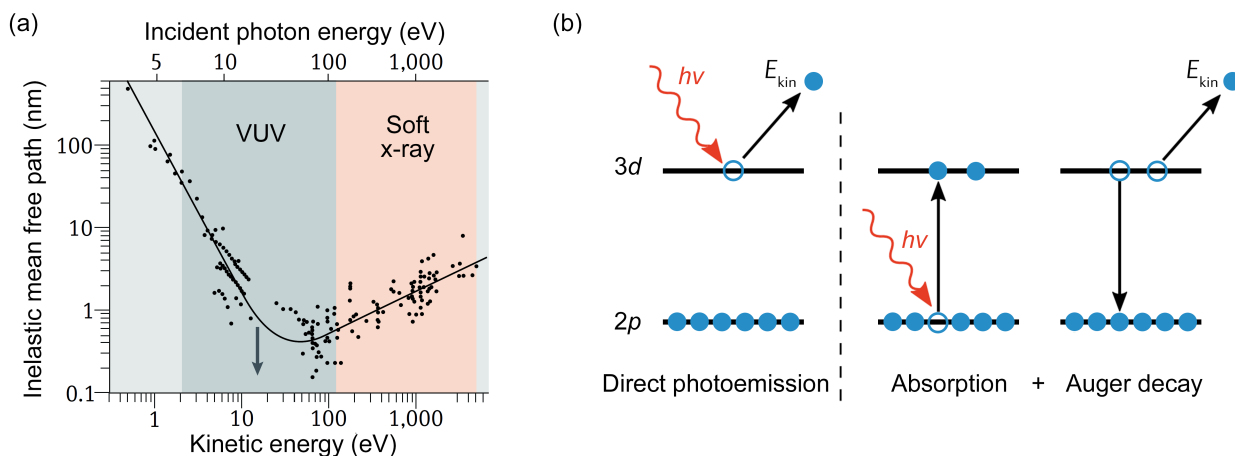 (a)
Incident photon energy (eV)
5 10 100 1,000
Inelastic mean free path (nm)
100
10
1
0.1
VUV
Soft
x-ray
1 10 100 1,000
Kinetic energy (eV)
(b)
hν
E kin
3d
2p
Direct photoemission
hν
Absorption
+
E kin
Auger decay